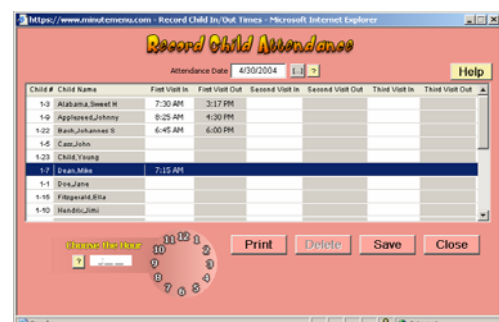 https://www.minutemenu.com - Record Child In/Out Times - Microsoft Internet Explorer
Record Child Attendance
Attendance Date 4/30/2004 [..] ?
Help
Child # Child Name First Visit In First Visit Out Second Visit In Second Visit Out Third Visit In Third Visit Out
1-3 Alabama,Sweet H 7:30 AM 3:17 PM
1-9 Appleseed,Johnny 8:25 AM 4:30 PM
1-22 Bach,Johannes S 6:45 AM 6:00 PM
1-5 Cash,John
1-23 Child,Young
1-7 Dean,Mike 7:15 AM
1-1 Doe,Jane
1-15 Fitzgerald,Ella
1-10 Hendrix,Jimi
Choose the Hour
?
12
11 1
10 2
9 3
8 4
7 6 5
Print Delete Save Close